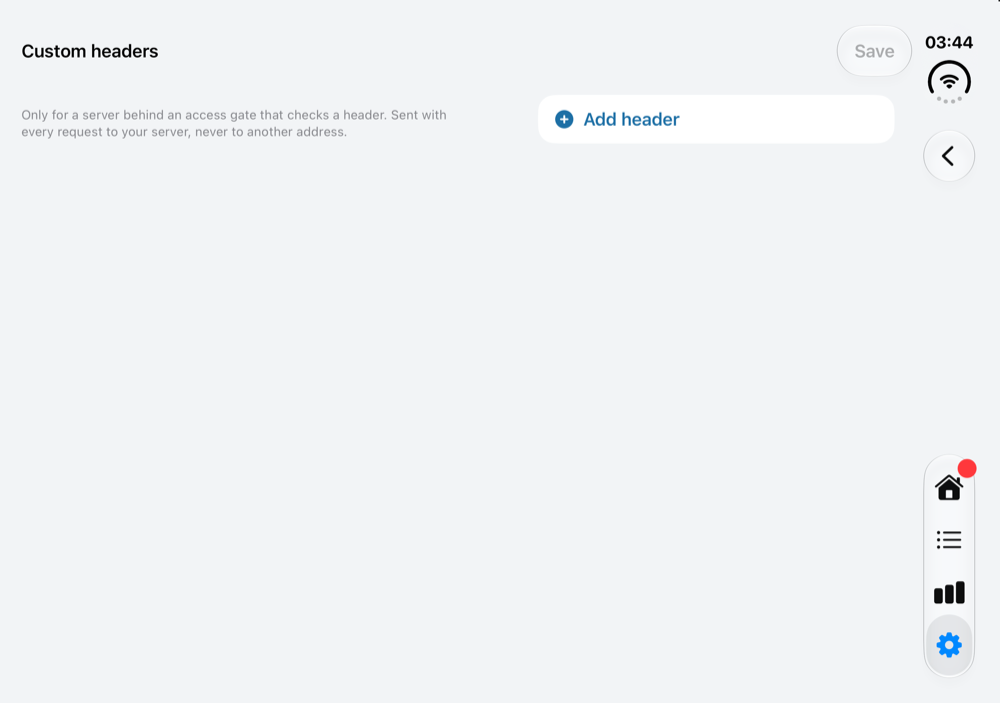 Custom headers
Save
03:44
Only for a server behind an access gate that checks a header. Sent with
every request to your server, never to another address.
Add header